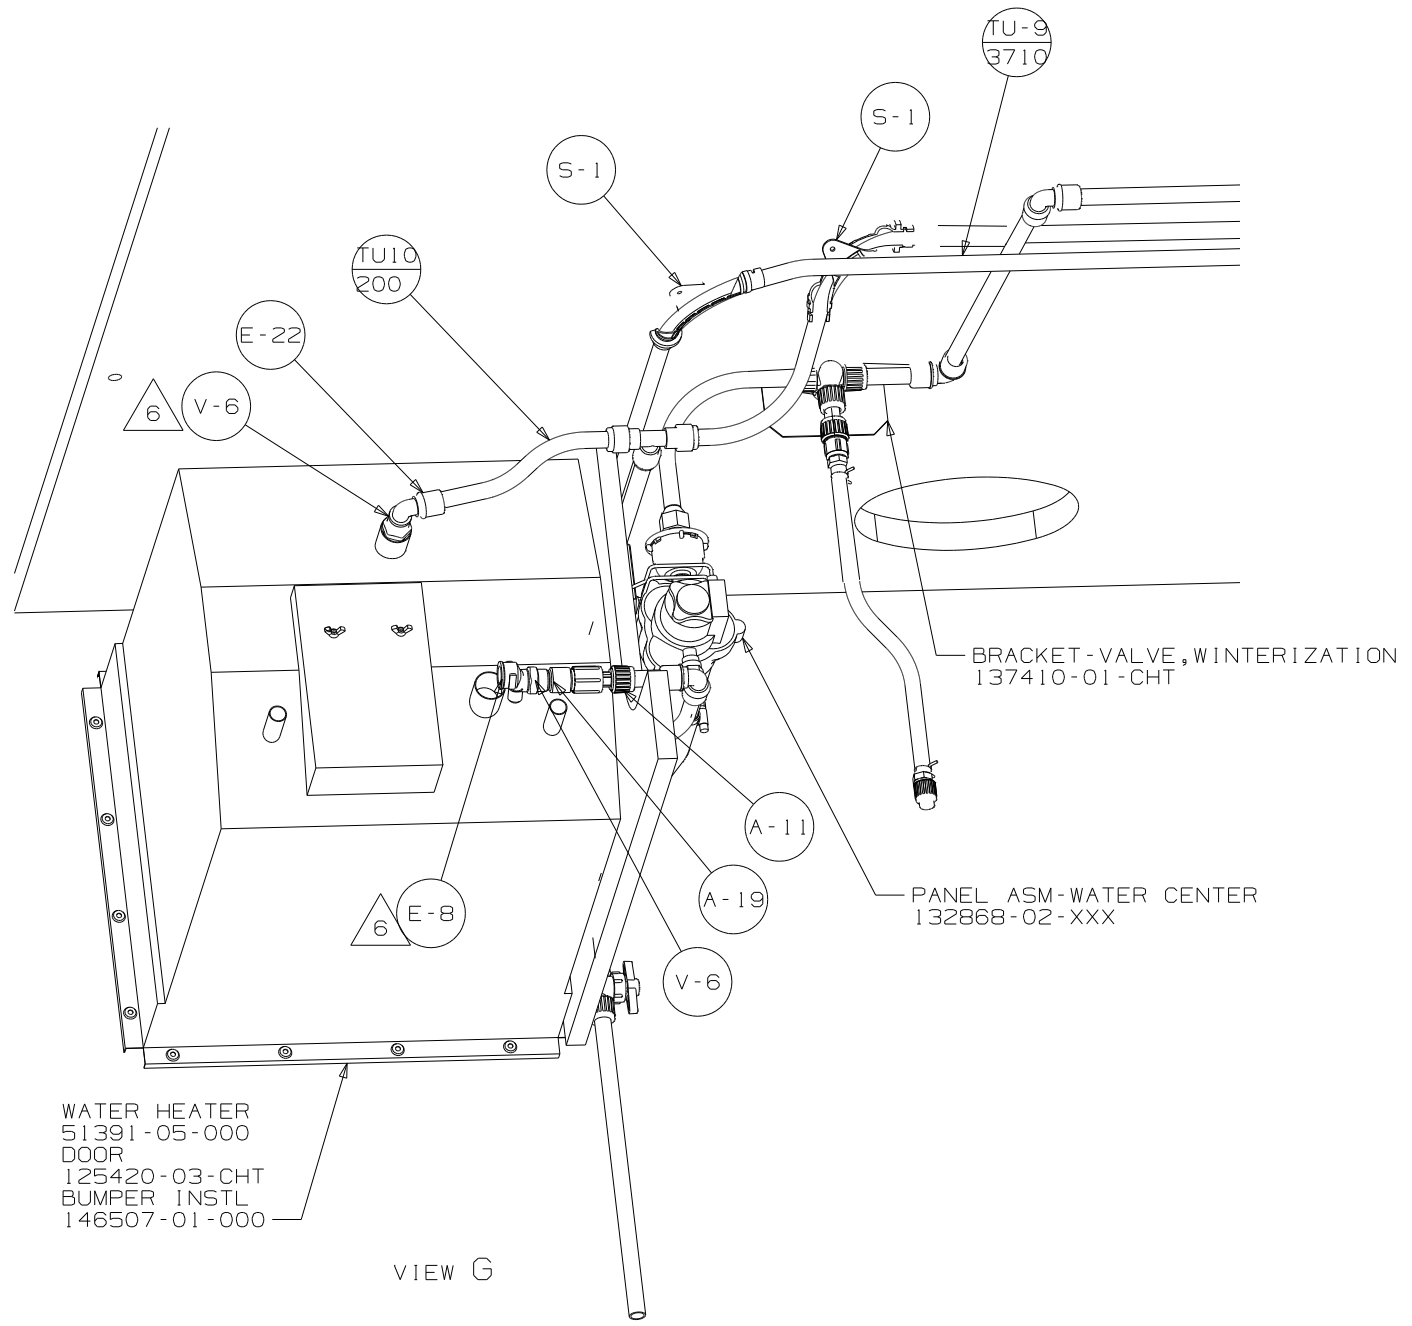 TU-9
3710
S-1
S-1
TU10
200
E-22
V-6
6
BRACKET-VALVE, WINTERIZATION
137410-01-CHT
A-11
A-19
E-8
6
PANEL ASM-WATER CENTER
132868-02-XXX
V-6
WATER HEATER
51391-05-000
DOOR
125420-03-CHT
BUMPER INSTL
146507-01-000
VIEW G